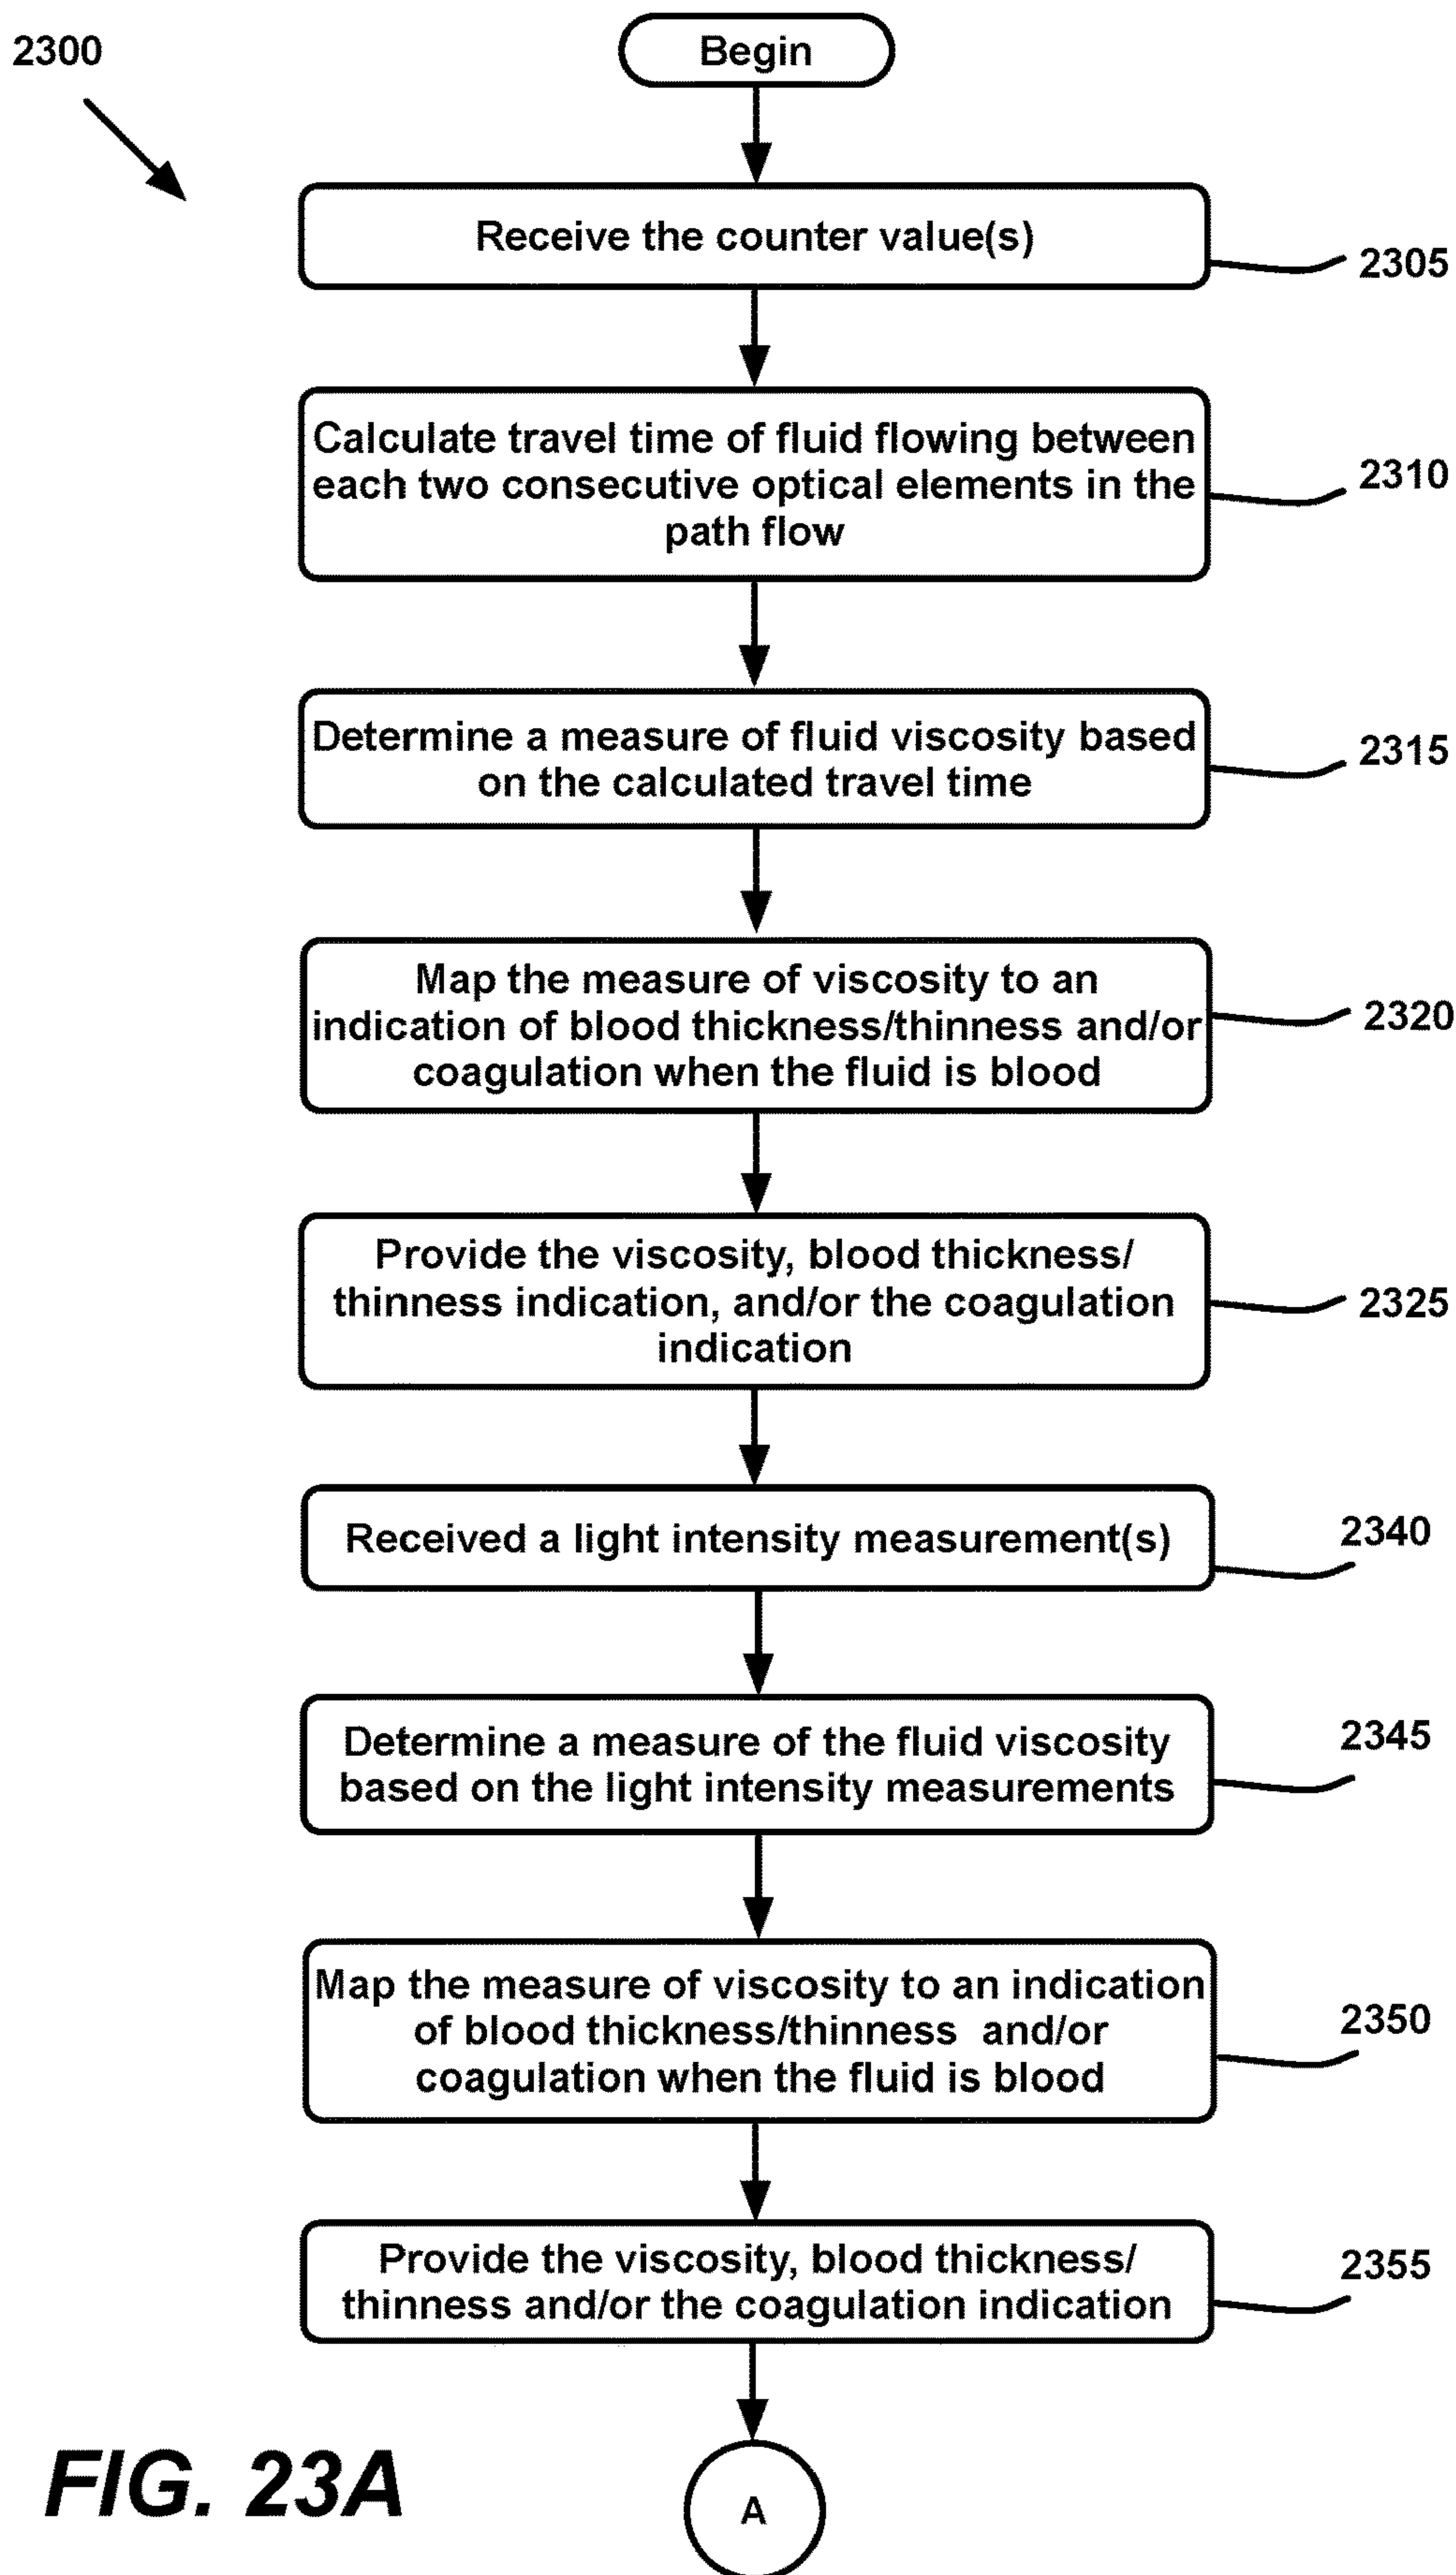 2300
Begin
Receive the counter value(s)
2305
Calculate travel time of fluid flowing between
each two consecutive optical elements in the
path flow
2310
Determine a measure of fluid viscosity based
on the calculated travel time
2315
Map the measure of viscosity to an
indication of blood thickness/thinness and/or
coagulation when the fluid is blood
2320
Provide the viscosity, blood thickness/
thinness indication, and/or the coagulation
indication
2325
Received a light intensity measurement(s)
2340
Determine a measure of the fluid viscosity
based on the light intensity measurements
2345
Map the measure of viscosity to an indication
of blood thickness/thinness and/or
coagulation when the fluid is blood
2350
Provide the viscosity, blood thickness/
thinness and/or the coagulation indication
2355
FIG. 23A
A